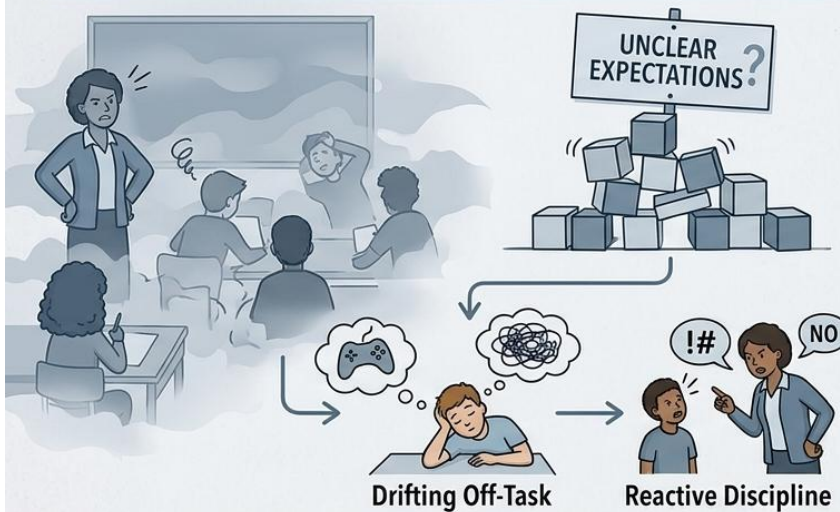 UNCLEAR
EXPECTATIONS?
!#
NO
Drifting Off-Task
Reactive Discipline